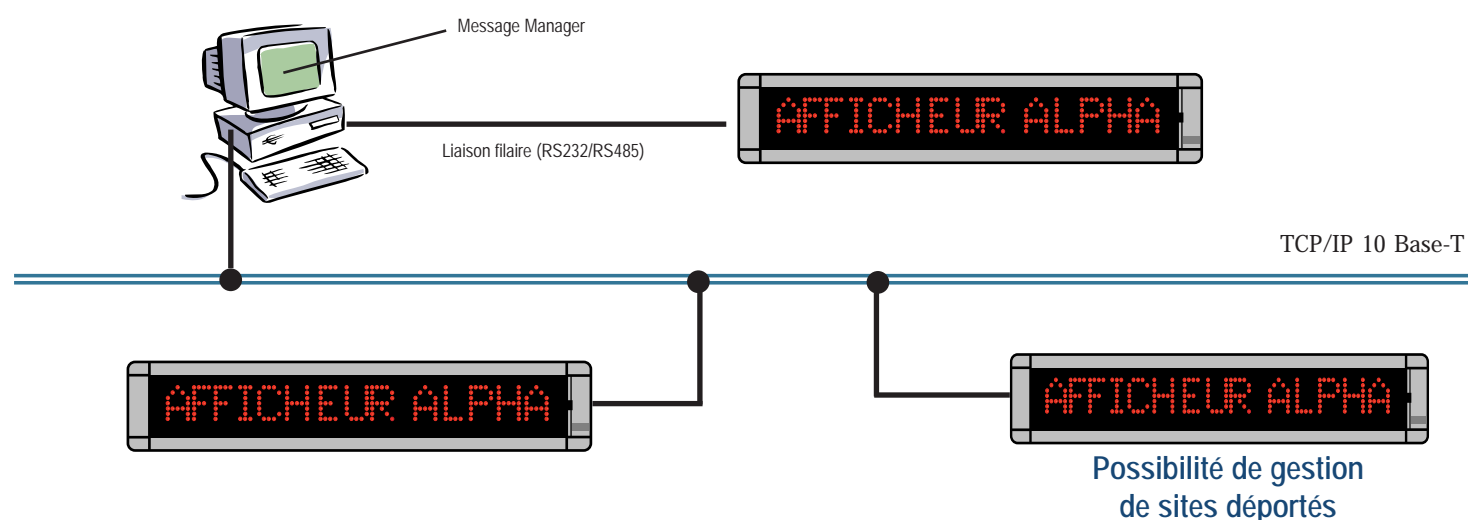 Message Manager
AFFICHEUR ALPHA
Liaison filaire (RS232/RS485)
TCP/IP 10 Base-T
AFFICHEUR ALPHA
AFFICHEUR ALPHA
Possibilité de gestion
de sites déportés